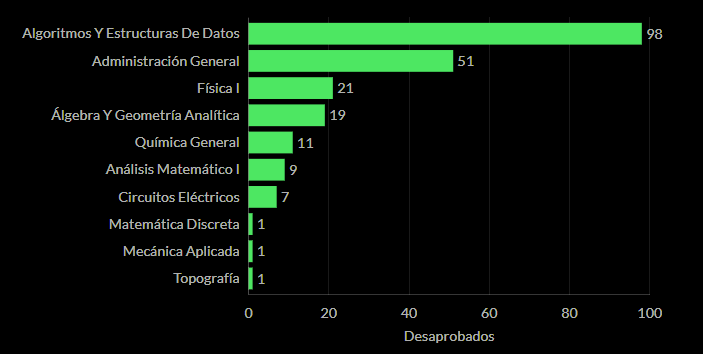 Algoritmos Y Estructuras De Datos 98
Administración General 51
Física I 21
Álgebra Y Geometría Analítica 19
Química General 11
Análisis Matemático I 9
Circuitos Eléctricos 7
Matemática Discreta 1
Mecánica Aplicada 1
Topografía 1
0 20 40 60 80 100
Desaprobados